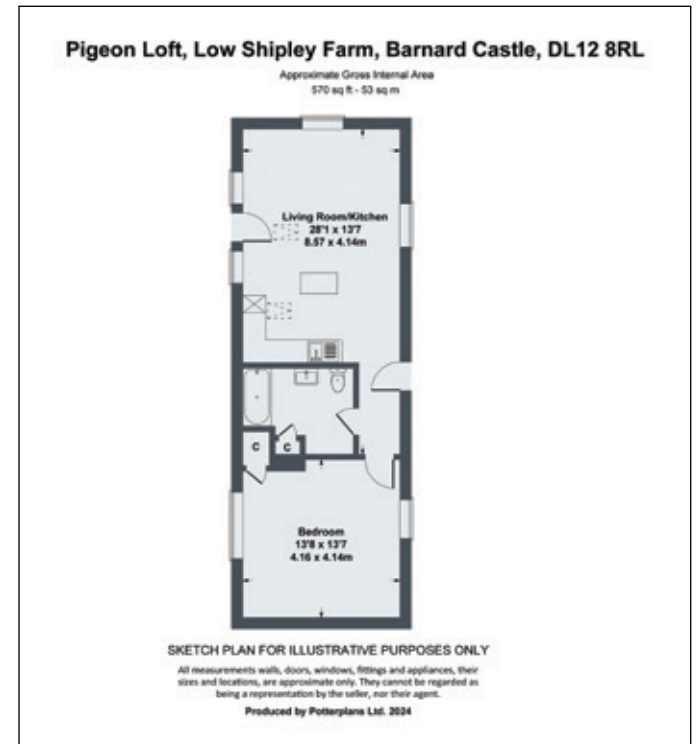 Pigeon Loft, Low Shipley Farm, Barnard Castle, DL12 8RL
Approximate Gross Internal Area
570 sq ft - 53 sq m
Living Room/Kitchen
28'1 x 13'7
8.57 x 4.14m
C
C
Bedroom
13'8 x 13'7
4.16 x 4.14m
SKETCH PLAN FOR ILLUSTRATIVE PURPOSES ONLY
All measurements walls, doors, windows, fittings and appliances, their
sizes and locations, are approximate only. They cannot be regarded as
being a representation by the seller, nor their agent.
Produced by Potterplans Ltd. 2024